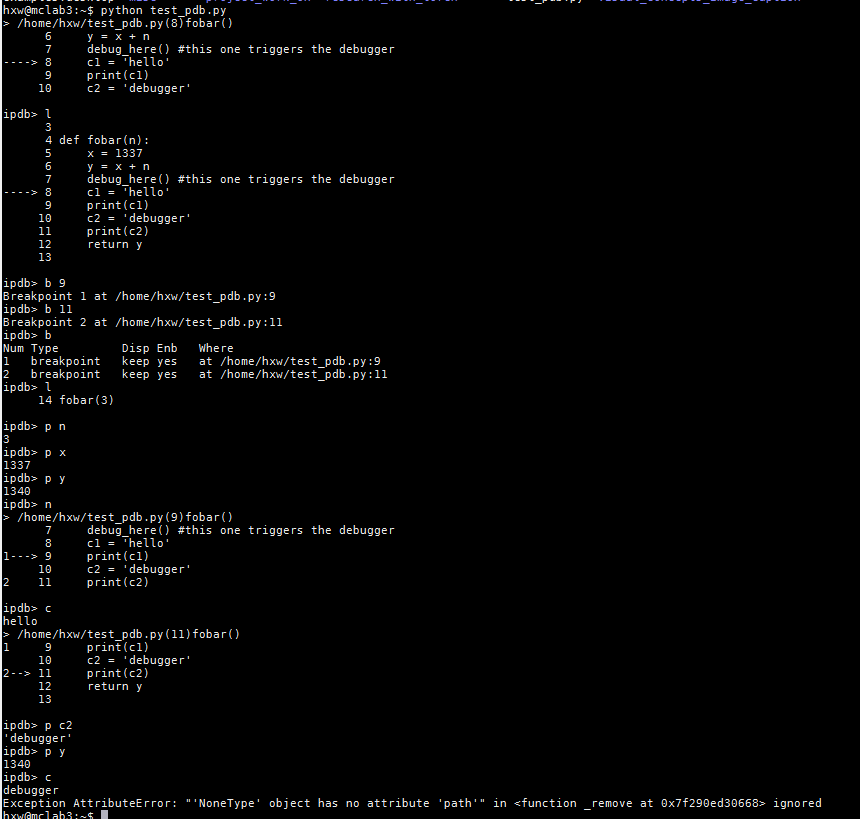 hxw@mclab3:~$ python test_pdb.py
> /home/hxw/test_pdb.py(8)fobar()
      6     y = x + n
      7     debug_here() #this one triggers the debugger
----> 8     c1 = 'hello'
      9     print(c1)
     10     c2 = 'debugger'
ipdb> l
      3
      4 def fobar(n):
      5     x = 1337
      6     y = x + n
      7     debug_here() #this one triggers the debugger
----> 8     c1 = 'hello'
      9     print(c1)
     10     c2 = 'debugger'
     11     print(c2)
     12     return y
     13
ipdb> b 9
Breakpoint 1 at /home/hxw/test_pdb.py:9
ipdb> b 11
Breakpoint 2 at /home/hxw/test_pdb.py:11
ipdb> b
Num Type         Disp Enb   Where
1   breakpoint   keep yes   at /home/hxw/test_pdb.py:9
2   breakpoint   keep yes   at /home/hxw/test_pdb.py:11
ipdb> l
     14 fobar(3)
ipdb> p n
3
ipdb> p x
1337
ipdb> p y
1340
ipdb> n
> /home/hxw/test_pdb.py(9)fobar()
      7     debug_here() #this one triggers the debugger
      8     c1 = 'hello'
1---> 9     print(c1)
     10     c2 = 'debugger'
2    11     print(c2)
ipdb> c
hello
> /home/hxw/test_pdb.py(11)fobar()
1     9     print(c1)
     10     c2 = 'debugger'
2--> 11     print(c2)
     12     return y
     13
ipdb> p c2
'debugger'
ipdb> p y
1340
ipdb> c
debugger
Exception AttributeError: "'NoneType' object has no attribute 'path'" in <function _remove at 0x7f290ed30668> ignored
hxw@mclab3:~$